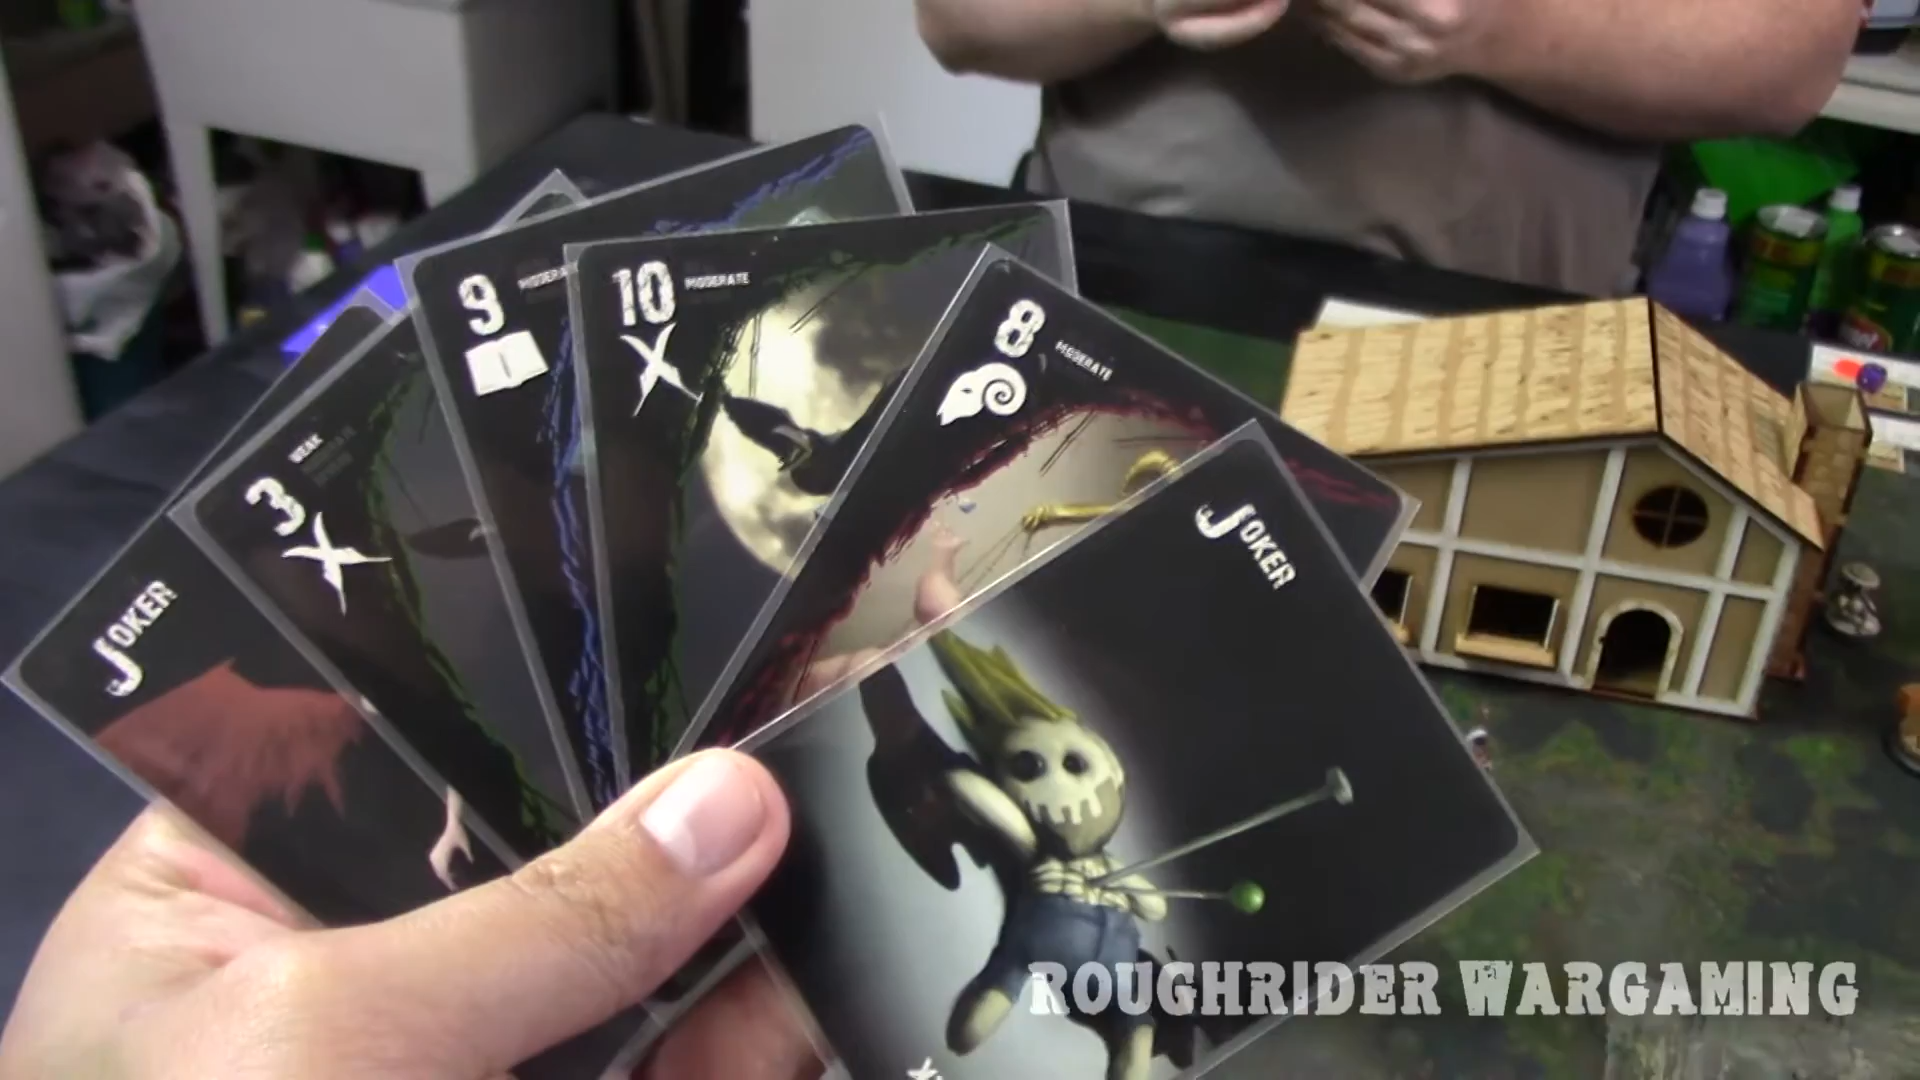 JOKER
3
WEAK
9
MODERATE
10
MODERATE
8
MODERATE
JOKER
ROUGHRIDER WARGAMING